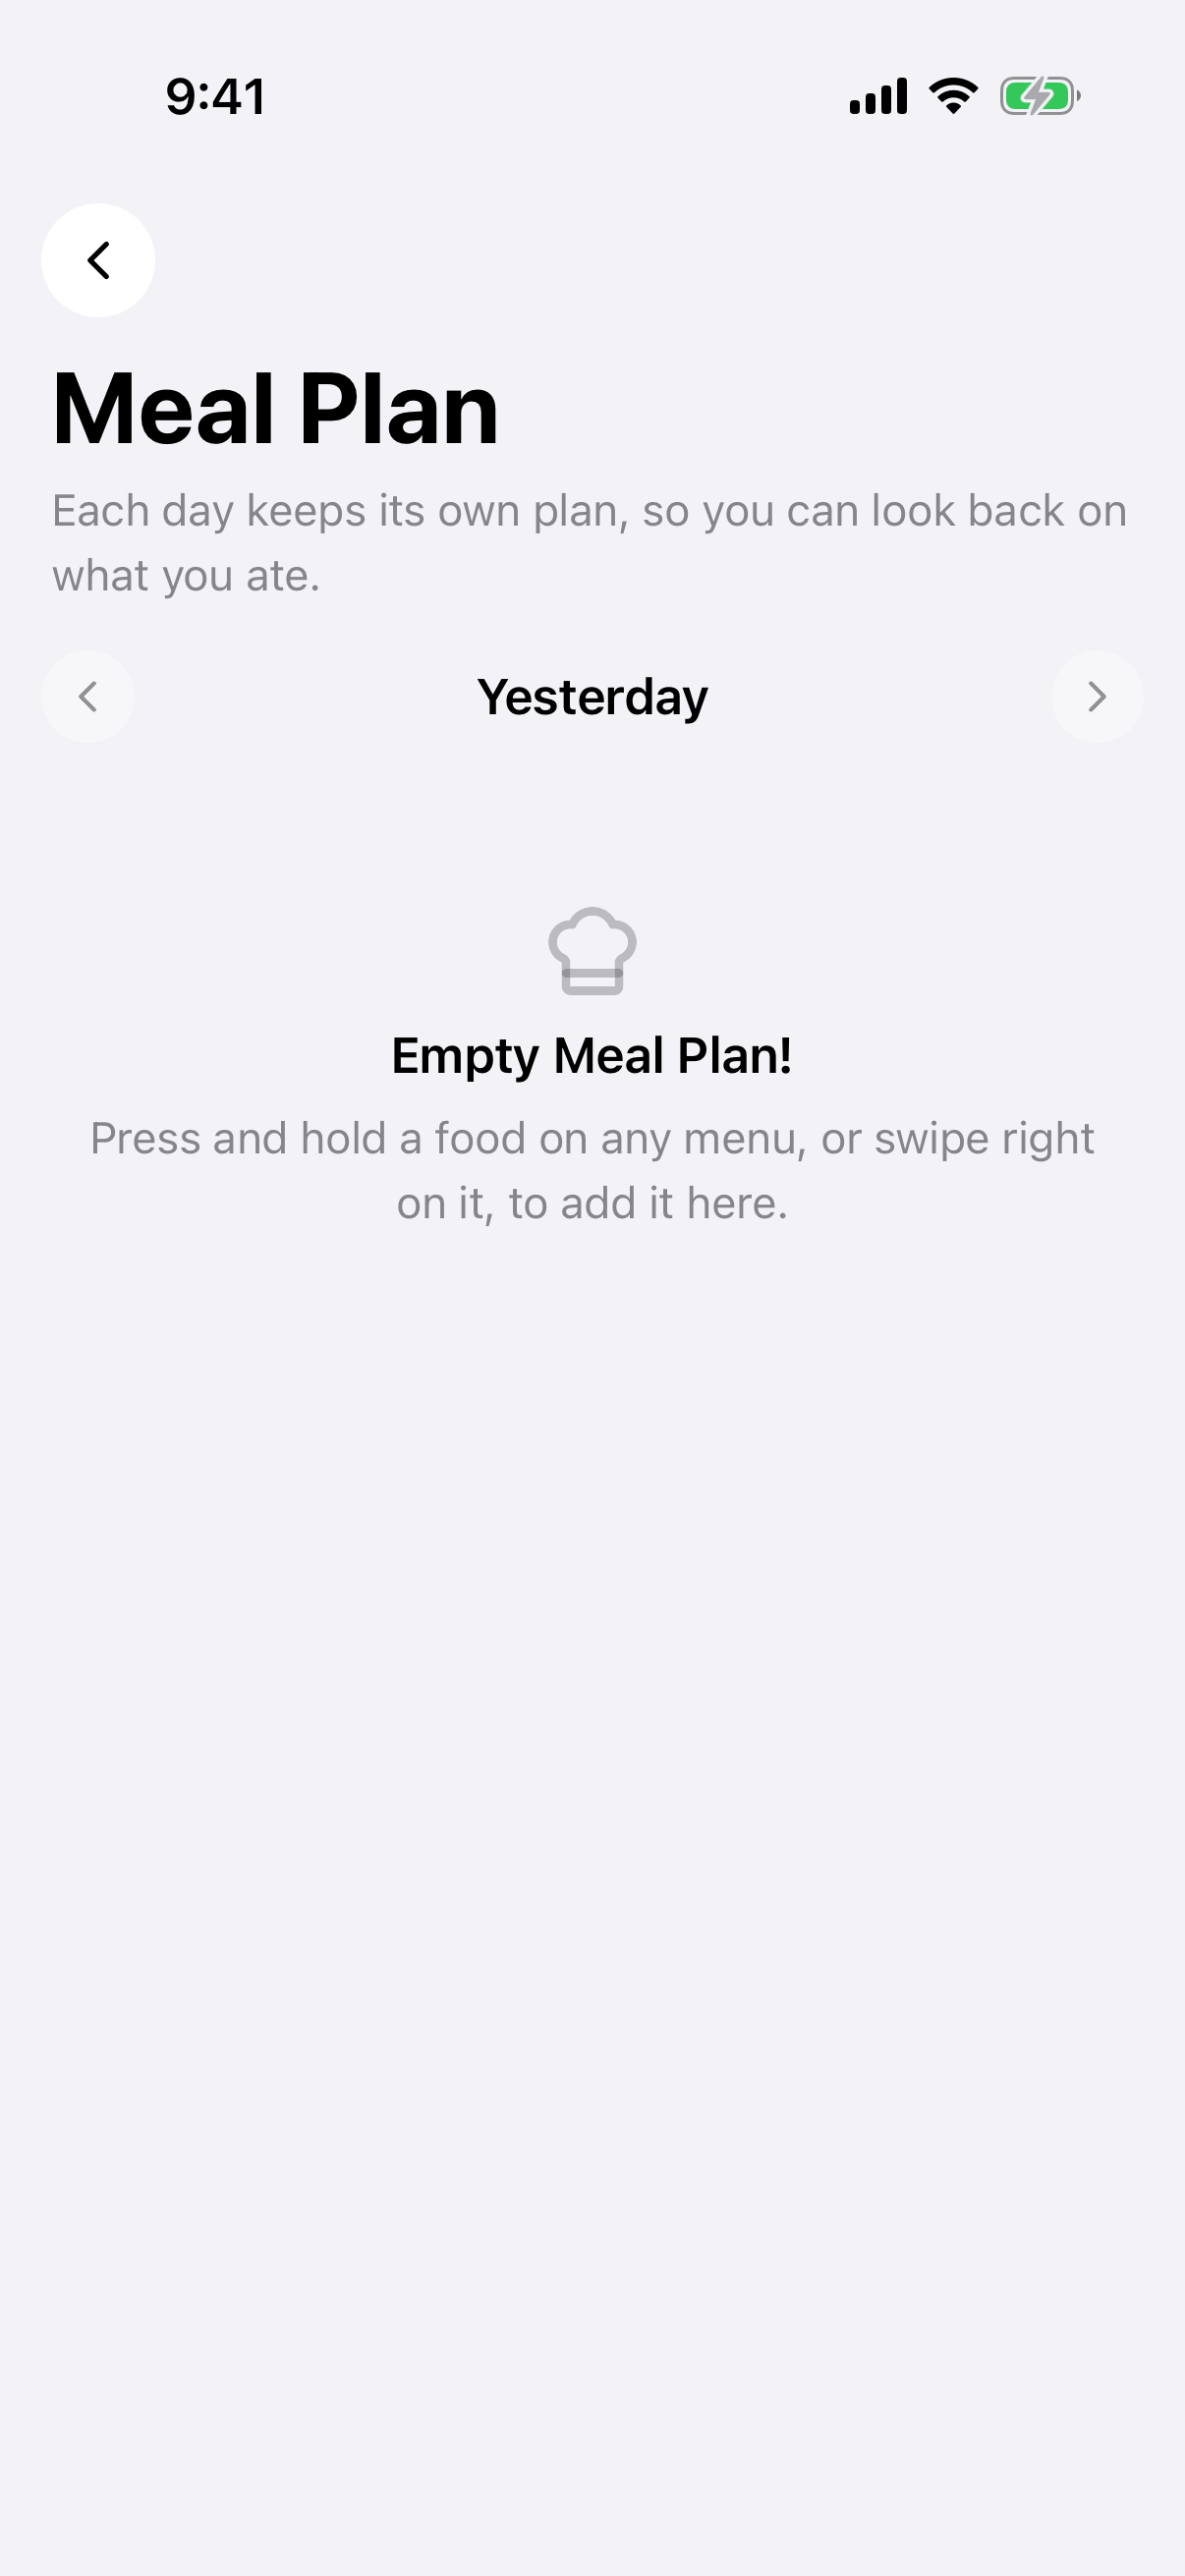 9:41
Meal Plan
Each day keeps its own plan, so you can look back on
what you ate.
Yesterday
Empty Meal Plan!
Press and hold a food on any menu, or swipe right
on it, to add it here.